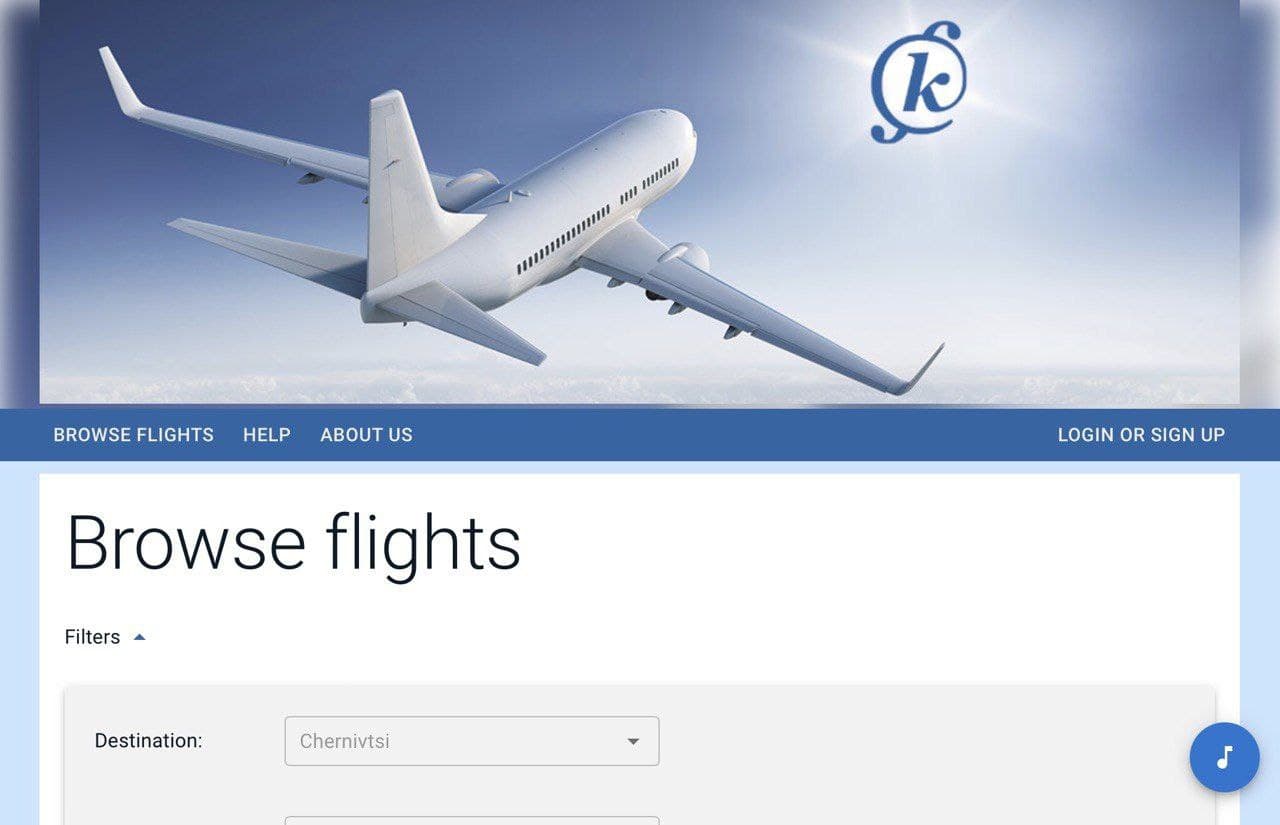 k
BROWSE FLIGHTS HELP ABOUT US LOGIN OR SIGN UP
Browse flights
Filters
Destination: Chernivtsi